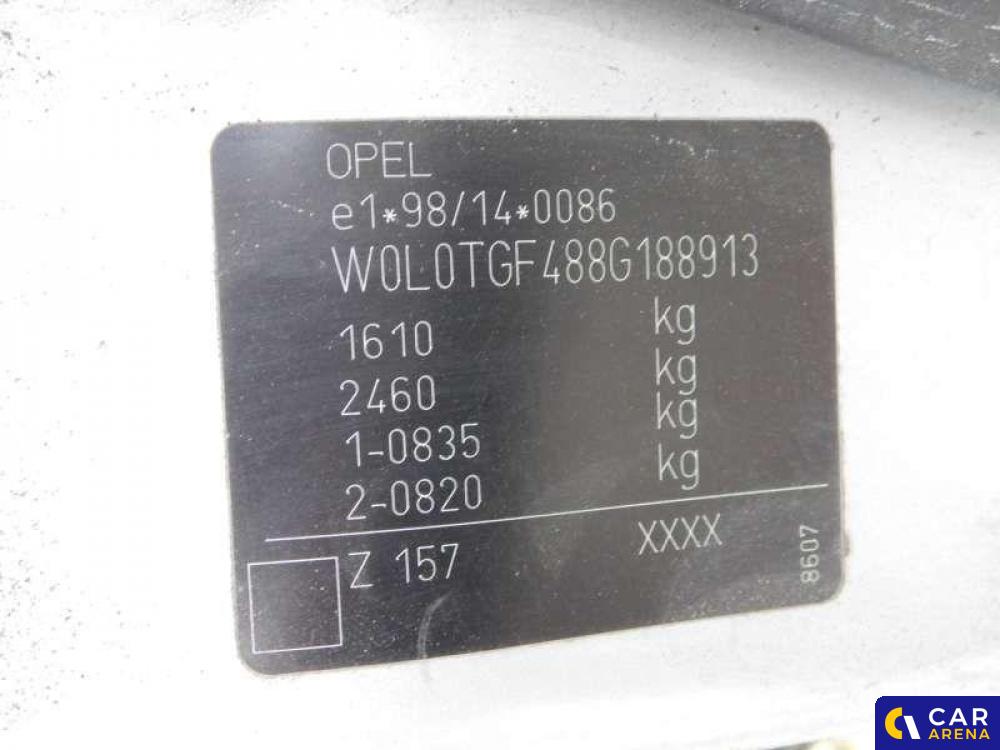 OPEL
e1*98/14*0086
W0L0TGF488G188913
1610 kg
2460 kg
1-0835 kg
2-0820 kg
Z 157 XXXX
8607
CAR
ARENA